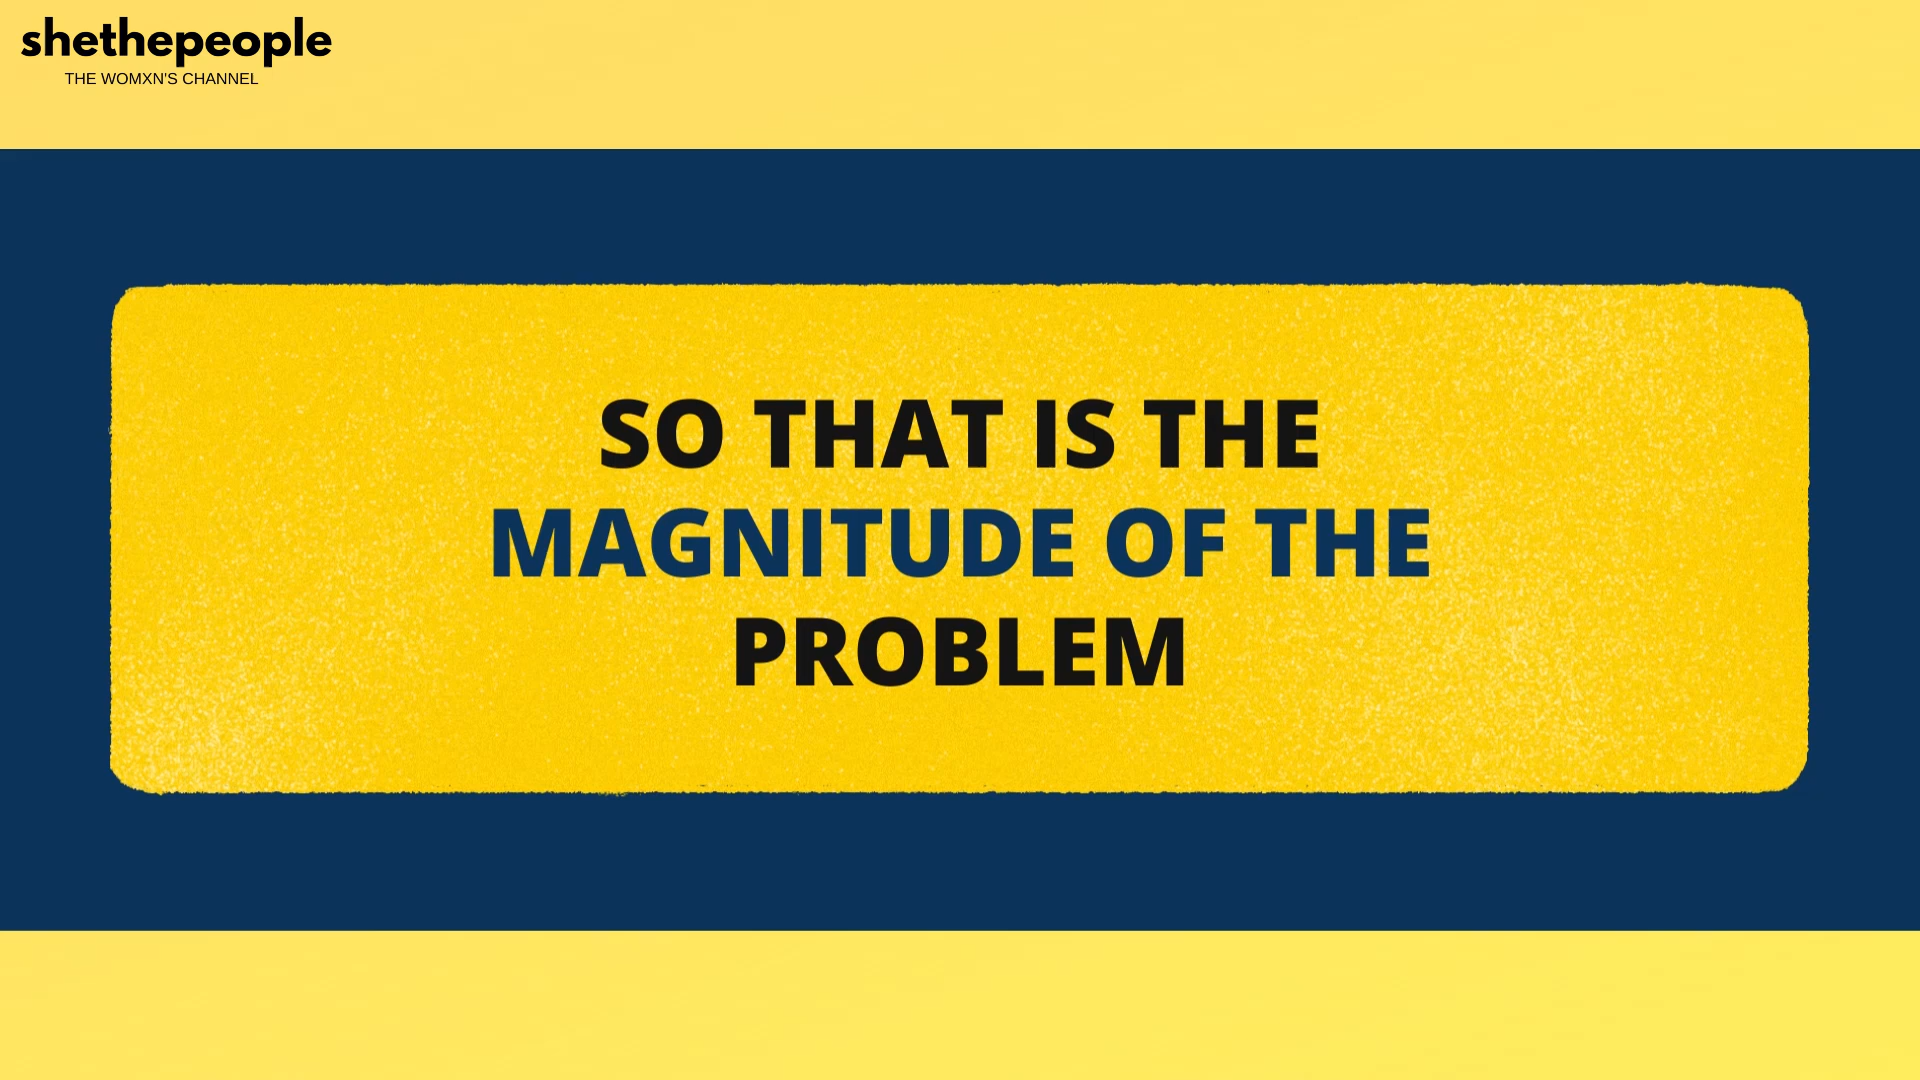 shethepeople
THE WOMXN'S CHANNEL
SO THAT IS THE
MAGNITUDE OF THE
PROBLEM